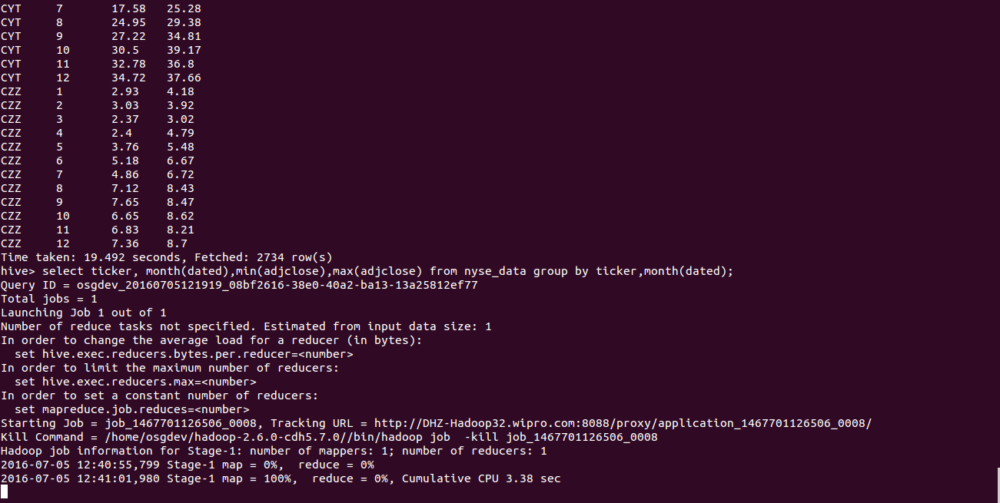 CYT 7 17.58 25.28
CYT 8 24.95 29.38
CYT 9 27.22 34.81
CYT 10 30.5 39.17
CYT 11 32.78 36.8
CYT 12 34.72 37.66
CZZ 1 2.93 4.18
CZZ 2 3.03 3.92
CZZ 3 2.37 3.02
CZZ 4 2.4 4.79
CZZ 5 3.76 5.48
CZZ 6 5.18 6.67
CZZ 7 4.86 6.72
CZZ 8 7.12 8.43
CZZ 9 7.65 8.47
CZZ 10 6.65 8.62
CZZ 11 6.83 8.21
CZZ 12 7.36 8.7
Time taken: 19.492 seconds, Fetched: 2734 row(s)
hive> select ticker, month(dated),min(adjclose),max(adjclose) from nyse_data group by ticker,month(dated);
Query ID = osgdev_20160705121919_08bf2616-38e0-40a2-ba13-13a25812ef77
Total jobs = 1
Launching Job 1 out of 1
Number of reduce tasks not specified. Estimated from input data size: 1
In order to change the average load for a reducer (in bytes):
  set hive.exec.reducers.bytes.per.reducer=<number>
In order to limit the maximum number of reducers:
  set hive.exec.reducers.max=<number>
In order to set a constant number of reducers:
  set mapreduce.job.reduces=<number>
Starting Job = job_1467701126506_0008, Tracking URL = http://DHZ-Hadoop32.wipro.com:8088/proxy/application_1467701126506_0008/
Kill Command = /home/osgdev/hadoop-2.6.0-cdh5.7.0//bin/hadoop job  -kill job_1467701126506_0008
Hadoop job information for Stage-1: number of mappers: 1; number of reducers: 1
2016-07-05 12:40:55,799 Stage-1 map = 0%,  reduce = 0%
2016-07-05 12:41:01,980 Stage-1 map = 100%,  reduce = 0%, Cumulative CPU 3.38 sec